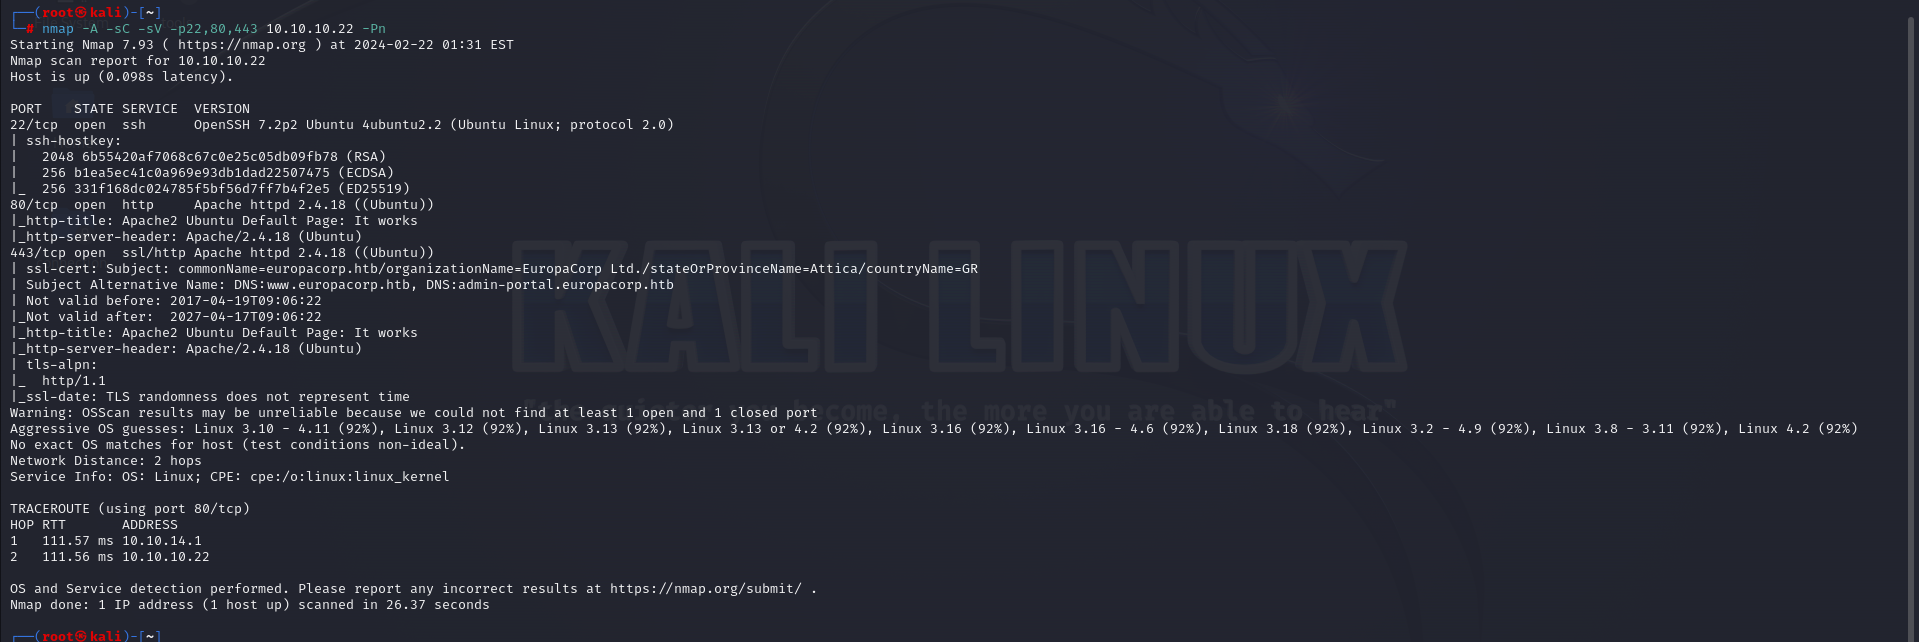 ┌──(root㉿kali)-[~]
└─# nmap -A -sC -sV -p22,80,443 10.10.10.22 -Pn
Starting Nmap 7.93 ( https://nmap.org ) at 2024-02-22 01:31 EST
Nmap scan report for 10.10.10.22
Host is up (0.098s latency).
PORT    STATE SERVICE  VERSION
22/tcp  open  ssh      OpenSSH 7.2p2 Ubuntu 4ubuntu2.2 (Ubuntu Linux; protocol 2.0)
| ssh-hostkey:
|   2048 6b55420af7068c67c0e25c05db09fb78 (RSA)
|   256 b1ea5ec41c0a969e93db1dad22507475 (ECDSA)
|_  256 331f168dc024785f5bf56d7ff7b4f2e5 (ED25519)
80/tcp  open  http     Apache httpd 2.4.18 ((Ubuntu))
|_http-title: Apache2 Ubuntu Default Page: It works
|_http-server-header: Apache/2.4.18 (Ubuntu)
443/tcp open  ssl/http Apache httpd 2.4.18 ((Ubuntu))
| ssl-cert: Subject: commonName=europacorp.htb/organizationName=EuropaCorp Ltd./stateOrProvinceName=Attica/countryName=GR
| Subject Alternative Name: DNS:www.europacorp.htb, DNS:admin-portal.europacorp.htb
| Not valid before: 2017-04-19T09:06:22
|_Not valid after:  2027-04-17T09:06:22
|_http-title: Apache2 Ubuntu Default Page: It works
|_http-server-header: Apache/2.4.18 (Ubuntu)
| tls-alpn:
|_  http/1.1
|_ssl-date: TLS randomness does not represent time
Warning: OSScan results may be unreliable because we could not find at least 1 open and 1 closed port
Aggressive OS guesses: Linux 3.10 - 4.11 (92%), Linux 3.12 (92%), Linux 3.13 (92%), Linux 3.13 or 4.2 (92%), Linux 3.16 (92%), Linux 3.16 - 4.6 (92%), Linux 3.18 (92%), Linux 3.2 - 4.9 (92%), Linux 3.8 - 3.11 (92%), Linux 4.2 (92%)
No exact OS matches for host (test conditions non-ideal).
Network Distance: 2 hops
Service Info: OS: Linux; CPE: cpe:/o:linux:linux_kernel
TRACEROUTE (using port 80/tcp)
HOP RTT       ADDRESS
1   111.57 ms 10.10.14.1
2   111.56 ms 10.10.10.22
OS and Service detection performed. Please report any incorrect results at https://nmap.org/submit/ .
Nmap done: 1 IP address (1 host up) scanned in 26.37 seconds
┌──(root㉿kali)-[~]
KALI LINUX
become, the more you are able to hear"